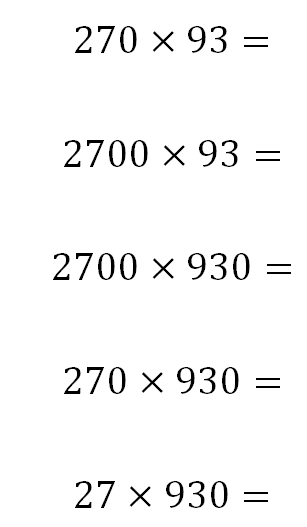 270 × 93 =
2700 × 93 =
2700 × 930 =
270 × 930 =
27 × 930 =